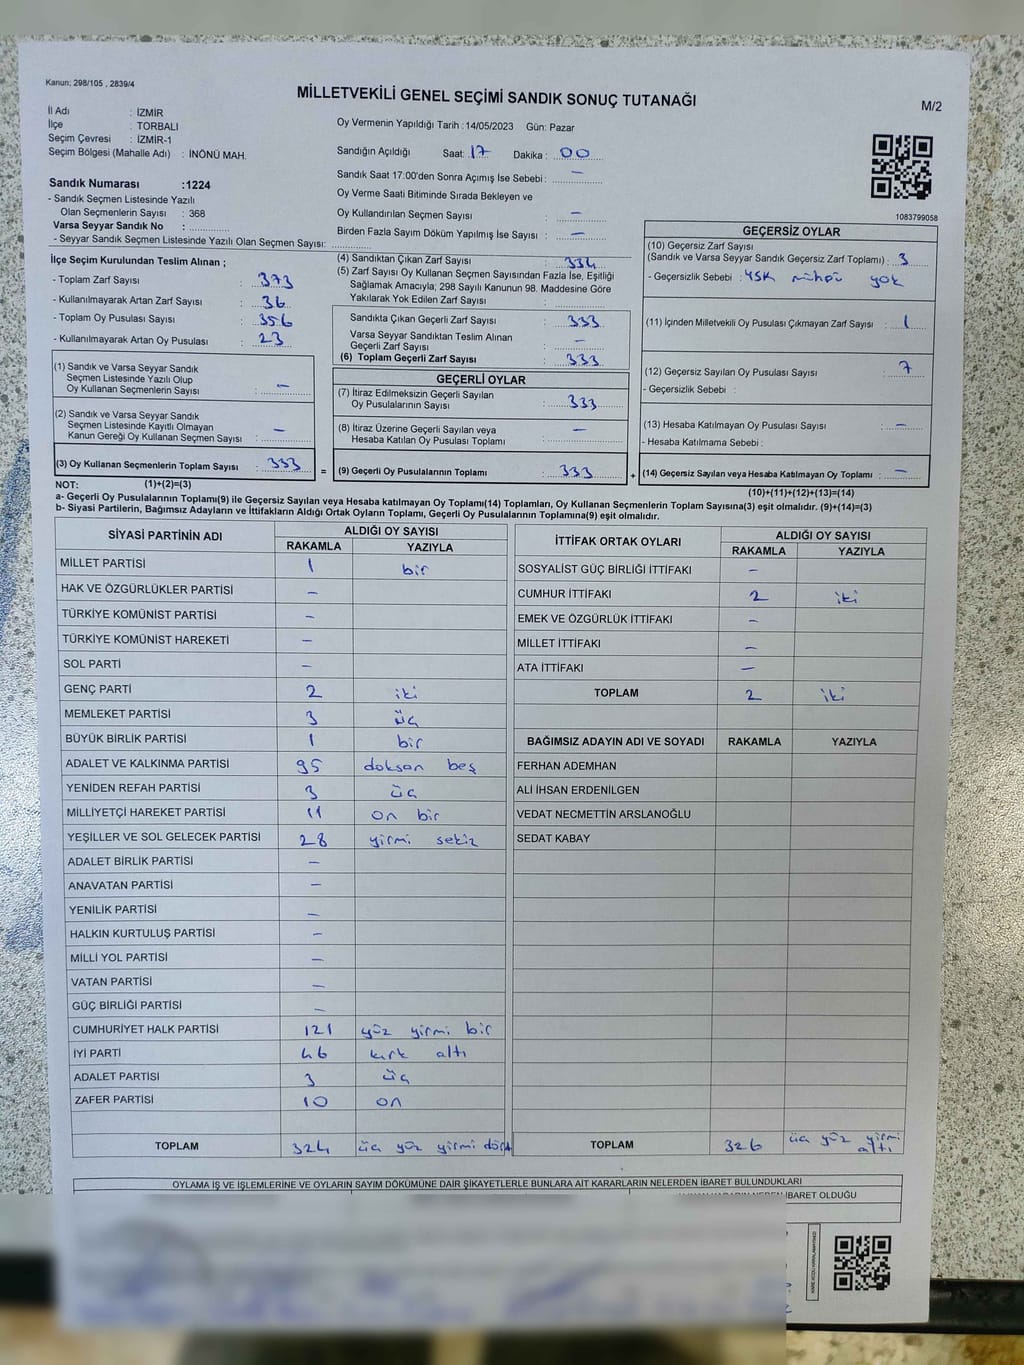 Kanun: 298/105 , 2839/4
MİLLETVEKİLİ GENEL SEÇİMİ SANDIK SONUÇ TUTANAĞI
M/2
İl Adı : İZMİR
İlçe : TORBALI
Seçim Çevresi : İZMİR-1
Seçim Bölgesi (Mahalle Adı) : İNÖNÜ MAH.
Oy Vermenin Yapıldığı Tarih : 14/05/2023 Gün: Pazar
Sandığın Açıldığı Saat: 17 Dakika : 00
Sandık Saat 17:00'den Sonra Açımış İse Sebebi : –
Oy Verme Saati Bitiminde Sırada Bekleyen ve
Oy Kullandırılan Seçmen Sayısı : –
Birden Fazla Sayım Döküm Yapılmış İse Sayısı : –
1083799058
Sandık Numarası :1224
- Sandık Seçmen Listesinde Yazılı
Olan Seçmenlerin Sayısı : 368
Varsa Seyyar Sandık No : ..............
- Seyyar Sandık Seçmen Listesinde Yazılı Olan Seçmen Sayısı: ..............
İlçe Seçim Kurulundan Teslim Alınan ;
- Toplam Zarf Sayısı : 373
- Kullanılmayarak Artan Zarf Sayısı : 36
- Toplam Oy Pusulası Sayısı : 356
- Kullanılmayarak Artan Oy Pusulası : 23
(1) Sandık ve Varsa Seyyar Sandık
Seçmen Listesinde Yazılı Olup
Oy Kullanan Seçmenlerin Sayısı : –
(2) Sandık ve Varsa Seyyar Sandık
Seçmen Listesinde Kayıtlı Olmayan
Kanun Gereği Oy Kullanan Seçmen Sayısı : –
(3) Oy Kullanan Seçmenlerin Toplam Sayısı : 333
(4) Sandıktan Çıkan Zarf Sayısı : 334
(5) Zarf Sayısı Oy Kullanan Seçmen Sayısından Fazla İse, Eşitliği
Sağlamak Amacıyla; 298 Sayılı Kanunun 98. Maddesine Göre
Yakılarak Yok Edilen Zarf Sayısı : ..............
Sandıkta Çıkan Geçerli Zarf Sayısı : 333
Varsa Seyyar Sandıktan Teslim Alınan
Geçerli Zarf Sayısı : –
(6) Toplam Geçerli Zarf Sayısı : 333
GEÇERLİ OYLAR
(7) İtiraz Edilmeksizin Geçerli Sayılan
Oy Pusulalarının Sayısı : 333
(8) İtiraz Üzerine Geçerli Sayılan veya
Hesaba Katılan Oy Pusulası Toplamı : –
= (9) Geçerli Oy Pusulalarının Toplamı : 333 +
GEÇERSİZ OYLAR
(10) Geçersiz Zarf Sayısı
(Sandık ve Varsa Seyyar Sandık Geçersiz Zarf Toplamı) : 3
- Geçersizlik Sebebi : YSK mührü yok
(11) İçinden Milletvekili Oy Pusulası Çıkmayan Zarf Sayısı : 1
(12) Geçersiz Sayılan Oy Pusulası Sayısı : 7
- Geçersizlik Sebebi :
(13) Hesaba Katılmayan Oy Pusulası Sayısı : –
- Hesaba Katılmama Sebebi :
(14) Geçersiz Sayılan veya Hesaba Katılmayan Oy Toplamı : –
NOT: (1)+(2)=(3)
(10)+(11)+(12)+(13)=(14)
a- Geçerli Oy Pusulalarının Toplamı(9) ile Geçersiz Sayılan veya Hesaba katılmayan Oy Toplamı(14) Toplamları, Oy Kullanan Seçmenlerin Toplam Sayısına(3) eşit olmalıdır. (9)+(14)=(3)
b- Siyasi Partilerin, Bağımsız Adayların ve İttifakların Aldığı Ortak Oyların Toplamı, Geçerli Oy Pusulalarının Toplamına(9) eşit olmalıdır.
SİYASİ PARTİNİN ADI ALDIĞI OY SAYISI
RAKAMLA YAZIYLA
MİLLET PARTİSİ 1 bir
HAK VE ÖZGÜRLÜKLER PARTİSİ –
TÜRKİYE KOMÜNİST PARTİSİ –
TÜRKİYE KOMÜNİST HAREKETİ –
SOL PARTİ –
GENÇ PARTİ 2 iki
MEMLEKET PARTİSİ 3 üç
BÜYÜK BİRLİK PARTİSİ 1 bir
ADALET VE KALKINMA PARTİSİ 95 doksan beş
YENİDEN REFAH PARTİSİ 3 üç
MİLLİYETÇİ HAREKET PARTİSİ 11 on bir
YEŞİLLER VE SOL GELECEK PARTİSİ 28 yirmi sekiz
ADALET BİRLİK PARTİSİ –
ANAVATAN PARTİSİ –
YENİLİK PARTİSİ –
HALKIN KURTULUŞ PARTİSİ –
MİLLİ YOL PARTİSİ –
VATAN PARTİSİ –
GÜÇ BİRLİĞİ PARTİSİ –
CUMHURİYET HALK PARTİSİ 121 yüz yirmi bir
İYİ PARTİ 46 kırk altı
ADALET PARTİSİ 3 üç
ZAFER PARTİSİ 10 on
TOPLAM 324 üç yüz yirmi dört
İTTİFAK ORTAK OYLARI ALDIĞI OY SAYISI
RAKAMLA YAZIYLA
SOSYALİST GÜÇ BİRLİĞİ İTTİFAKI –
CUMHUR İTTİFAKI 2 iki
EMEK VE ÖZGÜRLÜK İTTİFAKI –
MİLLET İTTİFAKI –
ATA İTTİFAKI –
TOPLAM 2 iki
BAĞIMSIZ ADAYIN ADI VE SOYADI RAKAMLA YAZIYLA
FERHAN ADEMHAN
ALİ İHSAN ERDENİLGEN
VEDAT NECMETTİN ARSLANOĞLU
SEDAT KABAY
TOPLAM 326 üç yüz yirmi altı
OYLAMA İŞ VE İŞLEMLERİNE VE OYLARIN SAYIM DÖKÜMÜNE DAİR ŞİKAYETLERLE BUNLARA AİT KARARLARIN NELERDEN İBARET BULUNDUKLARI
İBARET OLDUĞU